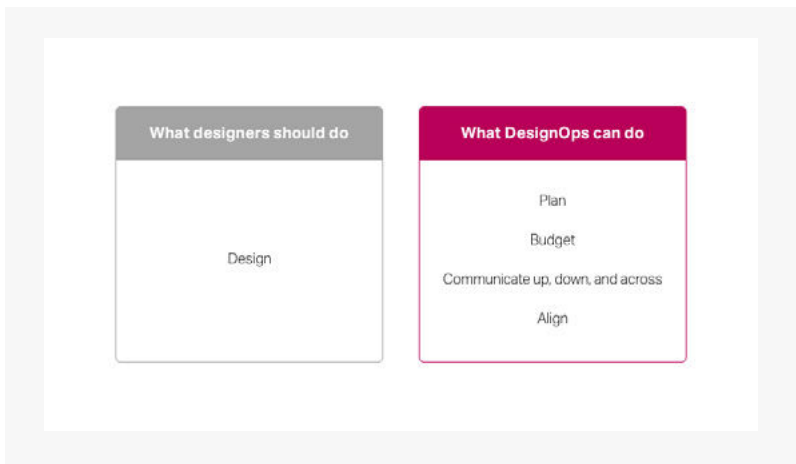 What designers should do
Design
What DesignOps can do
Plan
Budget
Communicate up, down, and across
Align